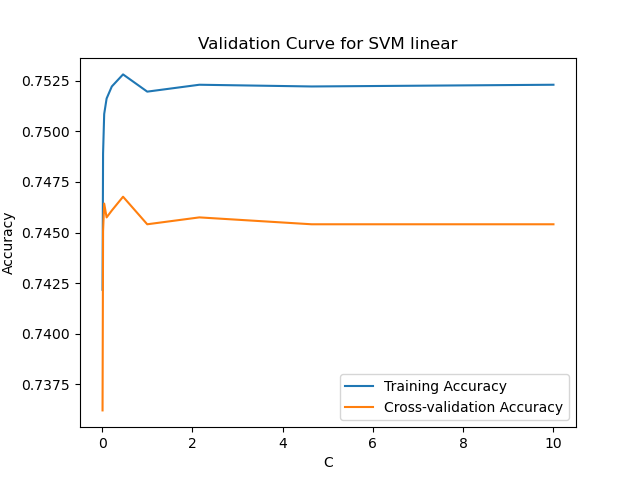 Validation Curve for SVM linear
Accuracy
0.7525
0.7500
0.7475
0.7450
0.7425
0.7400
0.7375
Training Accuracy
Cross-validation Accuracy
0 2 4 6 8 10
C